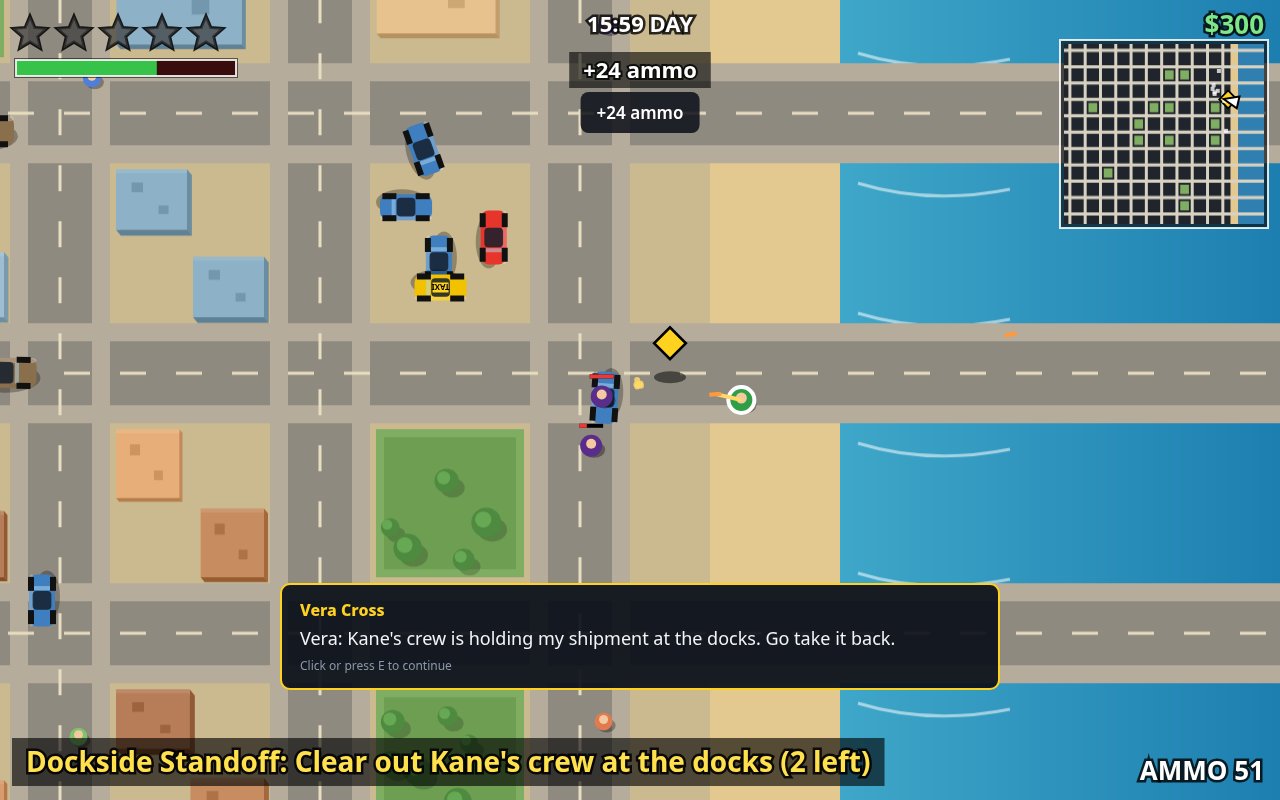 15:59 DAY
$300
+24 ammo
+24 ammo
TAXI
Vera Cross
Vera: Kane's crew is holding my shipment at the docks. Go take it back.
Click or press E to continue
Dockside Standoff: Clear out Kane's crew at the docks (2 left)
AMMO 51